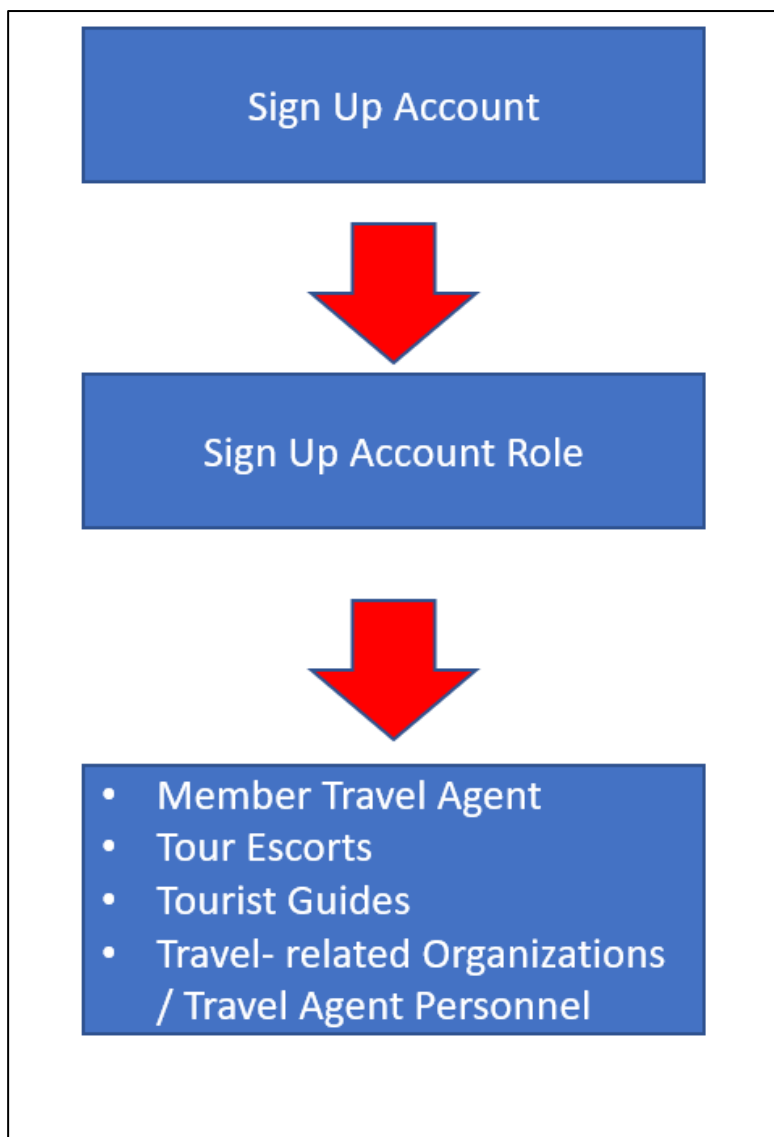 Sign Up Account
Sign Up Account Role
• Member Travel Agent
• Tour Escorts
• Tourist Guides
• Travel- related Organizations
/ Travel Agent Personnel